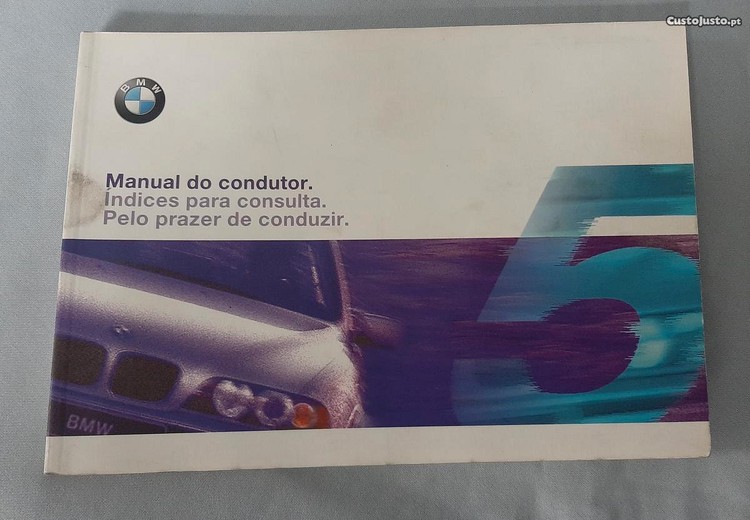 CustoJusto.pt
BMW
Manual do condutor.
Índices para consulta.
Pelo prazer de conduzir.
5
BMW